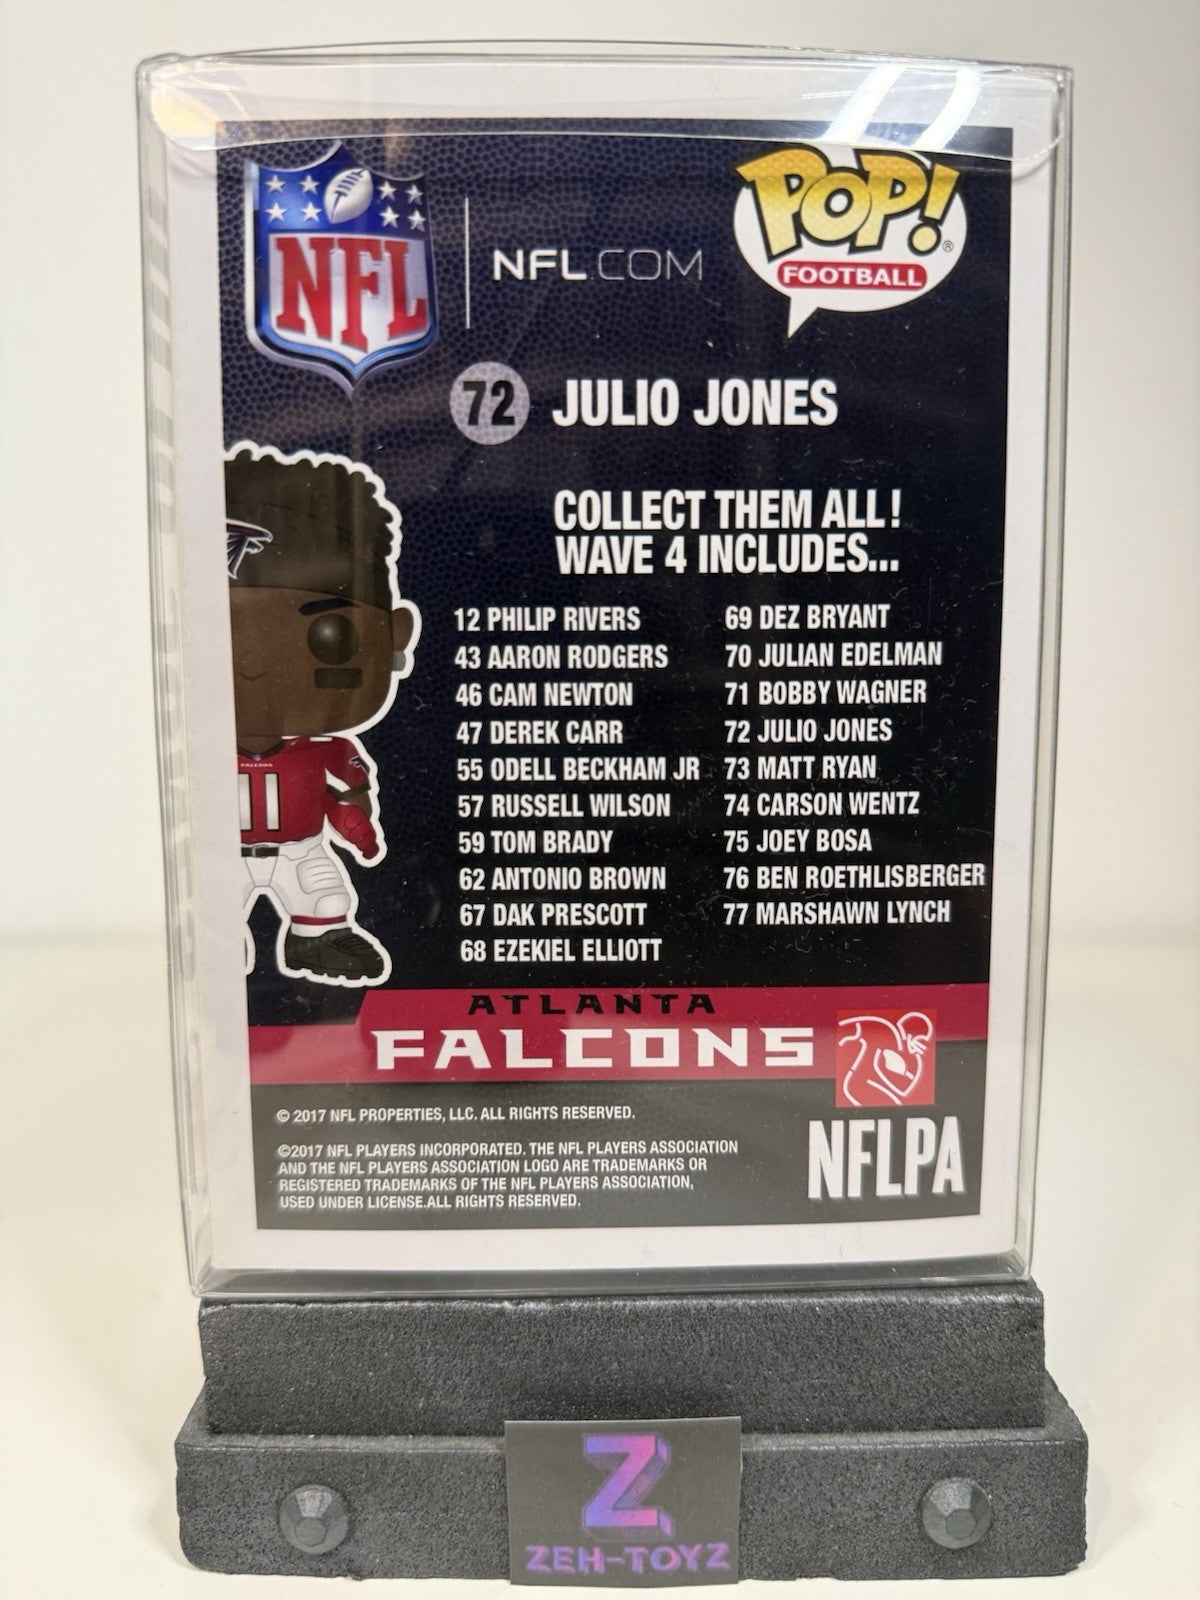 NFL
NFL.COM
POP!®
FOOTBALL
72 JULIO JONES
COLLECT THEM ALL!
WAVE 4 INCLUDES...
12 PHILIP RIVERS
43 AARON RODGERS
46 CAM NEWTON
47 DEREK CARR
55 ODELL BECKHAM JR
57 RUSSELL WILSON
59 TOM BRADY
62 ANTONIO BROWN
67 DAK PRESCOTT
68 EZEKIEL ELLIOTT
69 DEZ BRYANT
70 JULIAN EDELMAN
71 BOBBY WAGNER
72 JULIO JONES
73 MATT RYAN
74 CARSON WENTZ
75 JOEY BOSA
76 BEN ROETHLISBERGER
77 MARSHAWN LYNCH
11
ATLANTA
FALCONS
© 2017 NFL PROPERTIES, LLC. ALL RIGHTS RESERVED.
©2017 NFL PLAYERS INCORPORATED. THE NFL PLAYERS ASSOCIATION
AND THE NFL PLAYERS ASSOCIATION LOGO ARE TRADEMARKS OR
REGISTERED TRADEMARKS OF THE NFL PLAYERS ASSOCIATION,
USED UNDER LICENSE.ALL RIGHTS RESERVED.
NFLPA
Z
ZEH-TOYZ